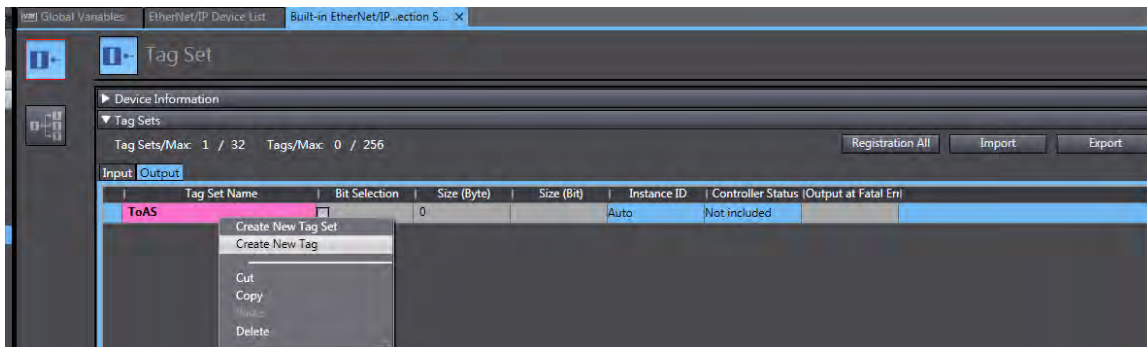 Global Variables EtherNet/IP Device List Built-in EtherNet/IP...ection S... X
Tag Set
Device Information
Tag Sets
Tag Sets/Max: 1 / 32 Tags/Max: 0 / 256 Registration All Import Export
Input Output
Tag Set Name | Bit Selection | Size (Byte) | Size (Bit) | Instance ID | Controller Status |Output at Fatal Err|
ToAS 0 Auto Not included
Create New Tag Set
Create New Tag
Cut
Copy
Paste
Delete